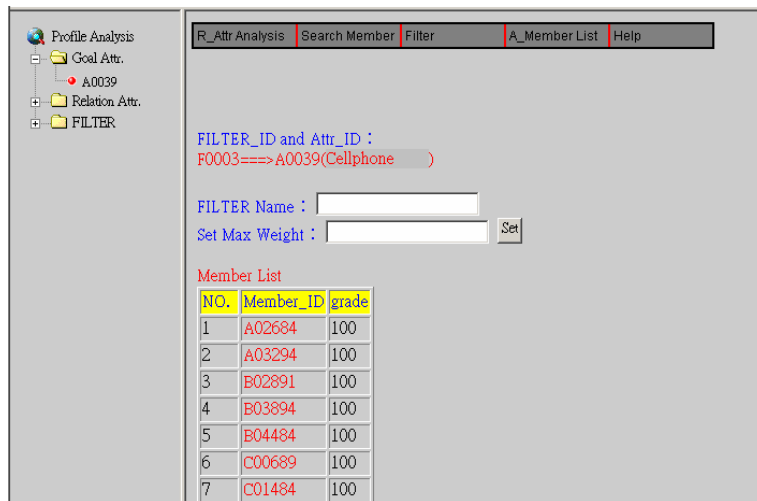 Profile Analysis
Goal Attr.
A0039
Relation Attr.
FILTER
R_Attr Analysis Search Member Filter A_Member List Help
FILTER_ID and Attr_ID：
F0003===>A0039(Cellphone )
FILTER Name：
Set Max Weight： Set
Member List
NO. Member_ID grade
1 A02684 100
2 A03294 100
3 B02891 100
4 B03894 100
5 B04484 100
6 C00689 100
7 C01484 100